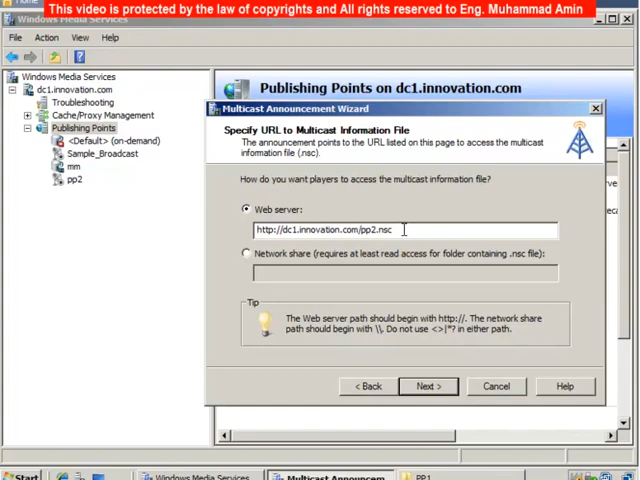 Home
This video is protected by the law of copyrights and All rights reserved to Eng. Muhammad Amin
Windows Media Services
File Action View Help
Windows Media Services
dc1.innovation.com
Troubleshooting
Cache/Proxy Management
Publishing Points
<Default> (on-demand)
Sample_Broadcast
mm
pp2
Publishing Points on dc1.innovation.com
Multicast Announcement Wizard
Specify URL to Multicast Information File
The announcement points to the URL listed on this page to access the multicast
information file (.nsc).
How do you want players to access the multicast information file?
Web server:
http://dc1.innovation.com/pp2.nsc
Network share (requires at least read access for folder containing .nsc file):
Tip
The Web server path should begin with http://. The network share
path should begin with \\. Do not use <>|"? in either path.
< Back Next > Cancel Help
Start Windows Media Services Multicast Announcem... PP1